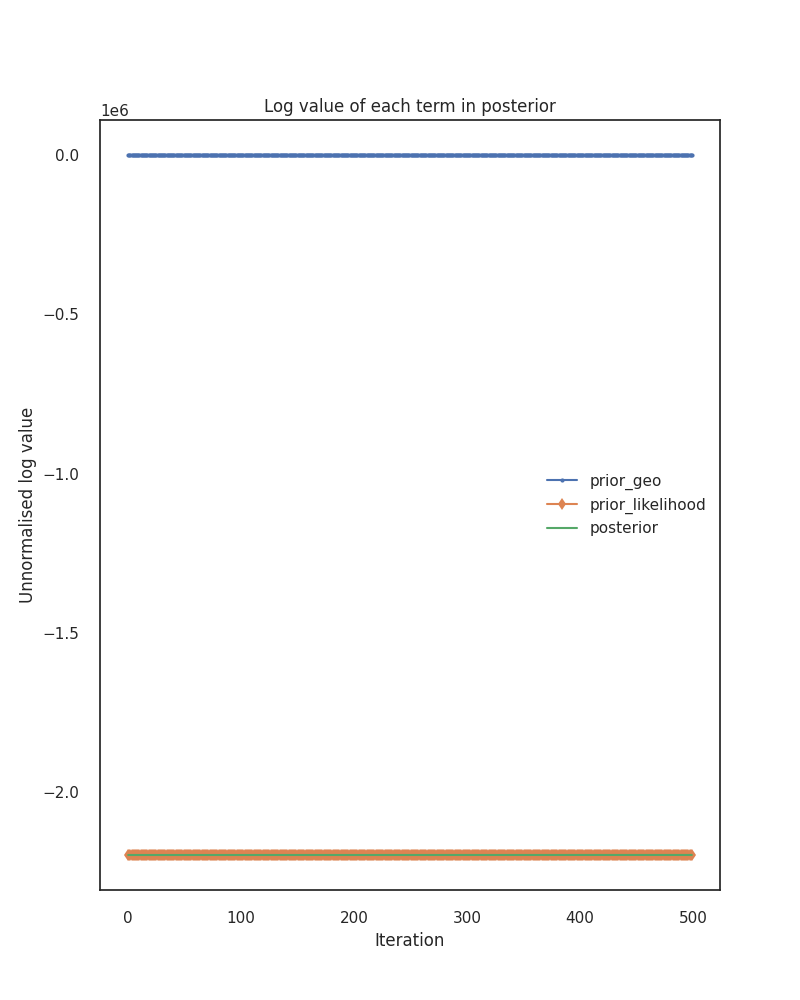 Log value of each term in posterior
1e6
0.0
−0.5
−1.0
−1.5
−2.0
Unnormalised log value
prior_geo
prior_likelihood
posterior
0 100 200 300 400 500
Iteration